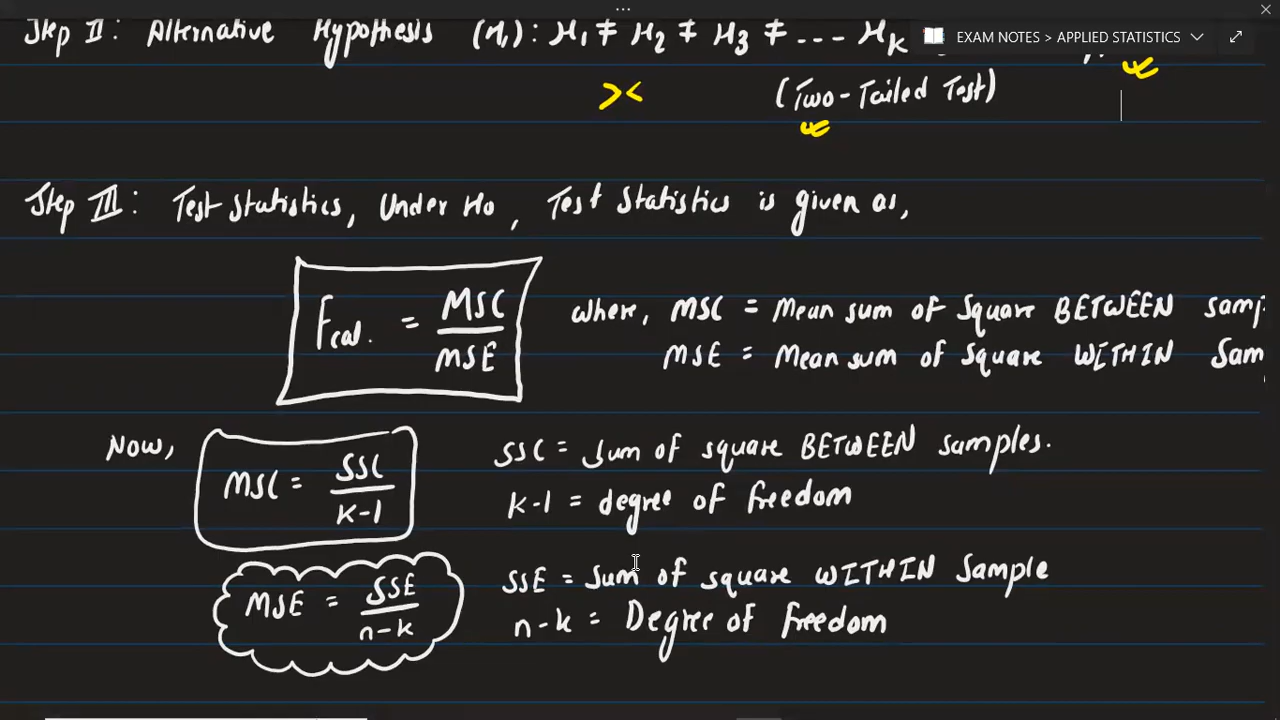 EXAM NOTES > APPLIED STATISTICS
Step II: Alternative Hypothesis (H1): μ1 ≠ μ2 ≠ μ3 ≠ ---- μk
>< (Two-Tailed Test)
Step III: Test Statistics, Under Ho, Test Statistics is given as,
Fcal. = MSC/MSE where, MSC = Mean sum of square BETWEEN samp
MSE = Mean sum of square WITHIN Sam
Now, MSC = SSC/K-1 SSC = Sum of square BETWEEN samples.
k-1 = degree of freedom
MSE = SSE/n-k SSE = Sum of square WITHIN Sample
n-k = Degree of freedom